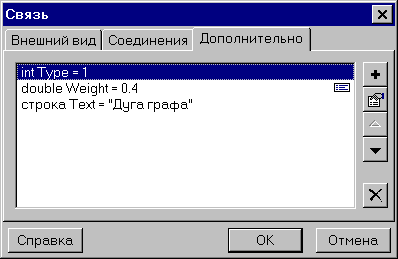 Связь
Внешний вид Соединения Дополнительно
int Type = 1
double Weight = 0.4
строка Text = "Дуга графа"
Справка OK Отмена